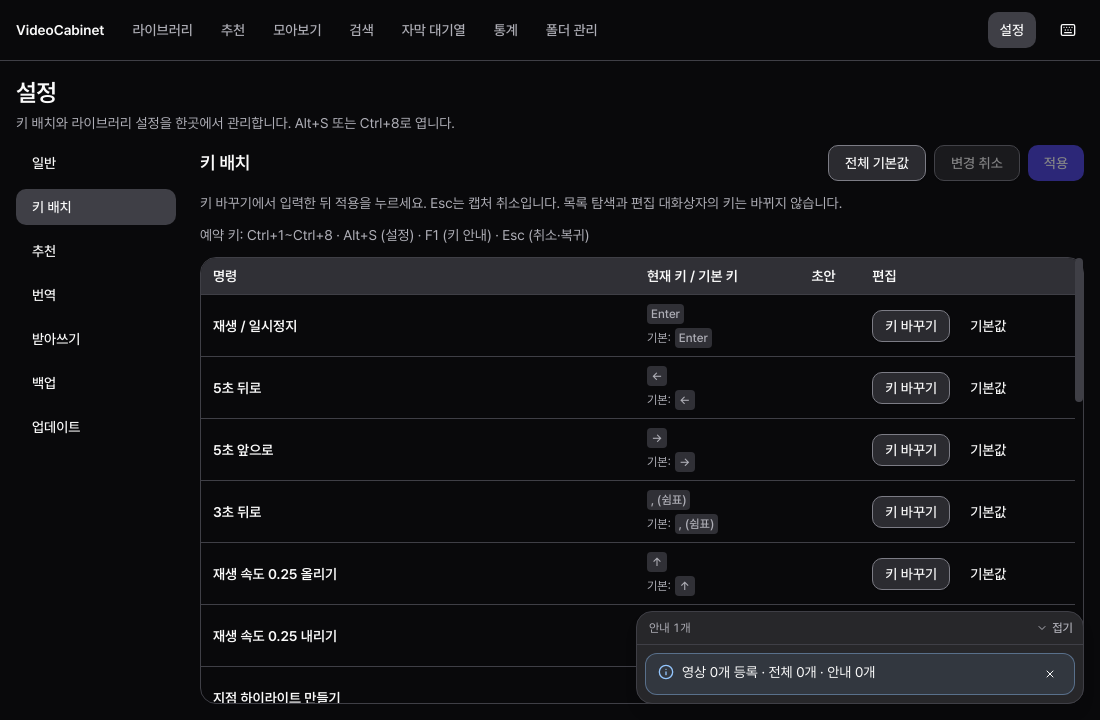 VideoCabinet 라이브러리 추천 모아보기 검색 자막 대기열 통계 폴더 관리 설정
설정
키 배치와 라이브러리 설정을 한곳에서 관리합니다. Alt+S 또는 Ctrl+8로 엽니다.
일반
키 배치
추천
번역
받아쓰기
백업
업데이트
키 배치 전체 기본값 변경 취소 적용
키 바꾸기에서 입력한 뒤 적용을 누르세요. Esc는 캡처 취소입니다. 목록 탐색과 편집 대화상자의 키는 바뀌지 않습니다.
예약 키: Ctrl+1~Ctrl+8 · Alt+S (설정) · F1 (키 안내) · Esc (취소·복귀)
명령 현재 키 / 기본 키 초안 편집
재생 / 일시정지 Enter 키 바꾸기 기본값
기본: Enter
5초 뒤로 ← 키 바꾸기 기본값
기본: ←
5초 앞으로 → 키 바꾸기 기본값
기본: →
3초 뒤로 , (쉼표) 키 바꾸기 기본값
기본: , (쉼표)
재생 속도 0.25 올리기 ↑ 키 바꾸기 기본값
기본: ↑
재생 속도 0.25 내리기
지점 하이라이트 만들기
안내 1개 접기
영상 0개 등록 · 전체 0개 · 안내 0개